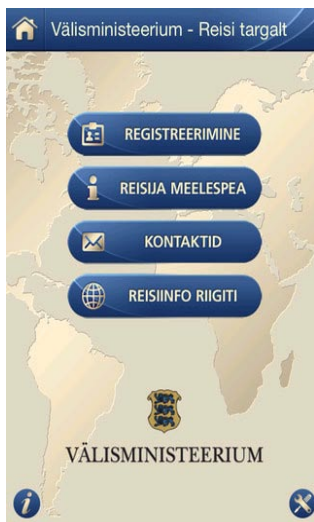 Välisministeerium - Reisi targalt
REGISTREERIMINE
REISIJA MEELESPEA
KONTAKTID
REISIINFO RIIGITI
VÄLISMINISTEERIUM
i